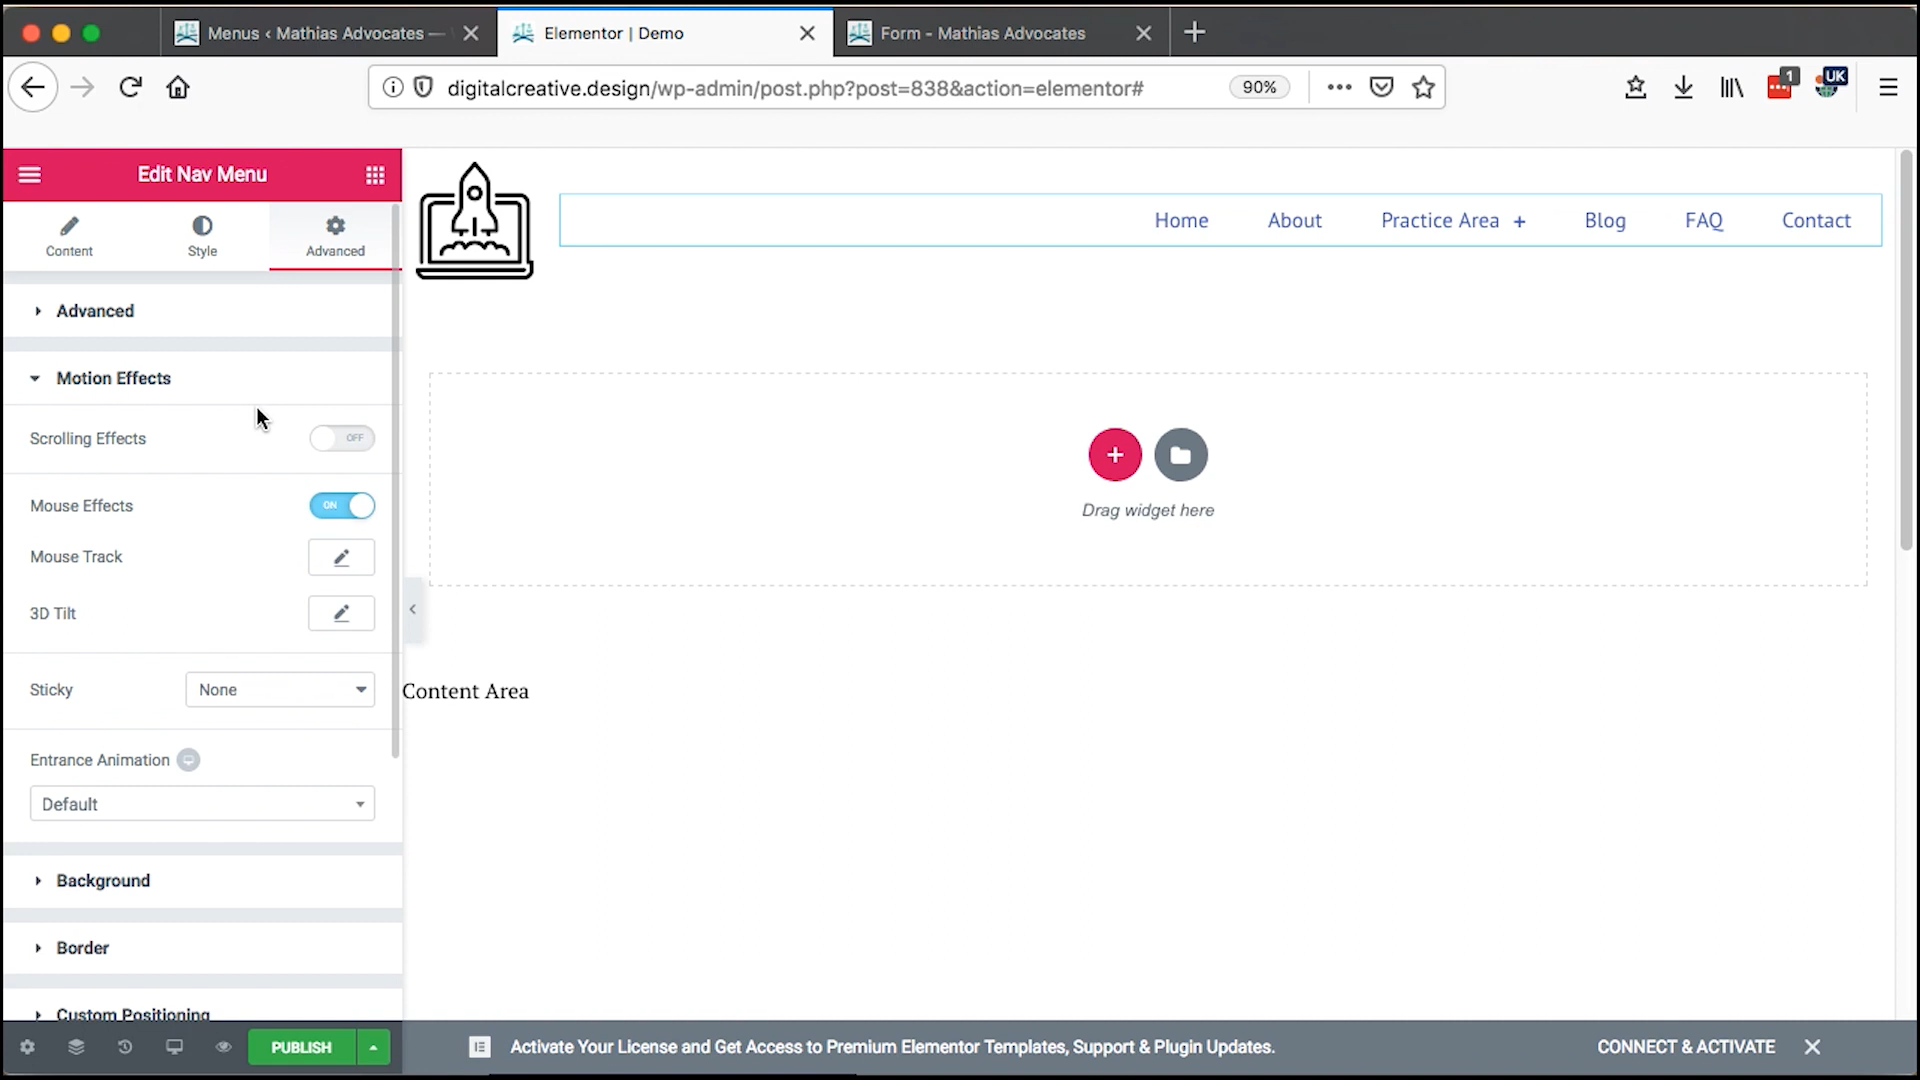 Menus ‹ Mathias Advocates —
Elementor | Demo
Form - Mathias Advocates
digitalcreative.design/wp-admin/post.php?post=838&action=elementor#
90%
1
UK
Edit Nav Menu
Content
Style
Advanced
Home
About
Practice Area +
Blog
FAQ
Contact
Advanced
Motion Effects
Scrolling Effects
OFF
Mouse Effects
ON
Mouse Track
3D Tilt
Sticky
None
Entrance Animation
Default
Background
Border
Custom Positioning
Drag widget here
Content Area
PUBLISH
Activate Your License and Get Access to Premium Elementor Templates, Support & Plugin Updates.
CONNECT & ACTIVATE